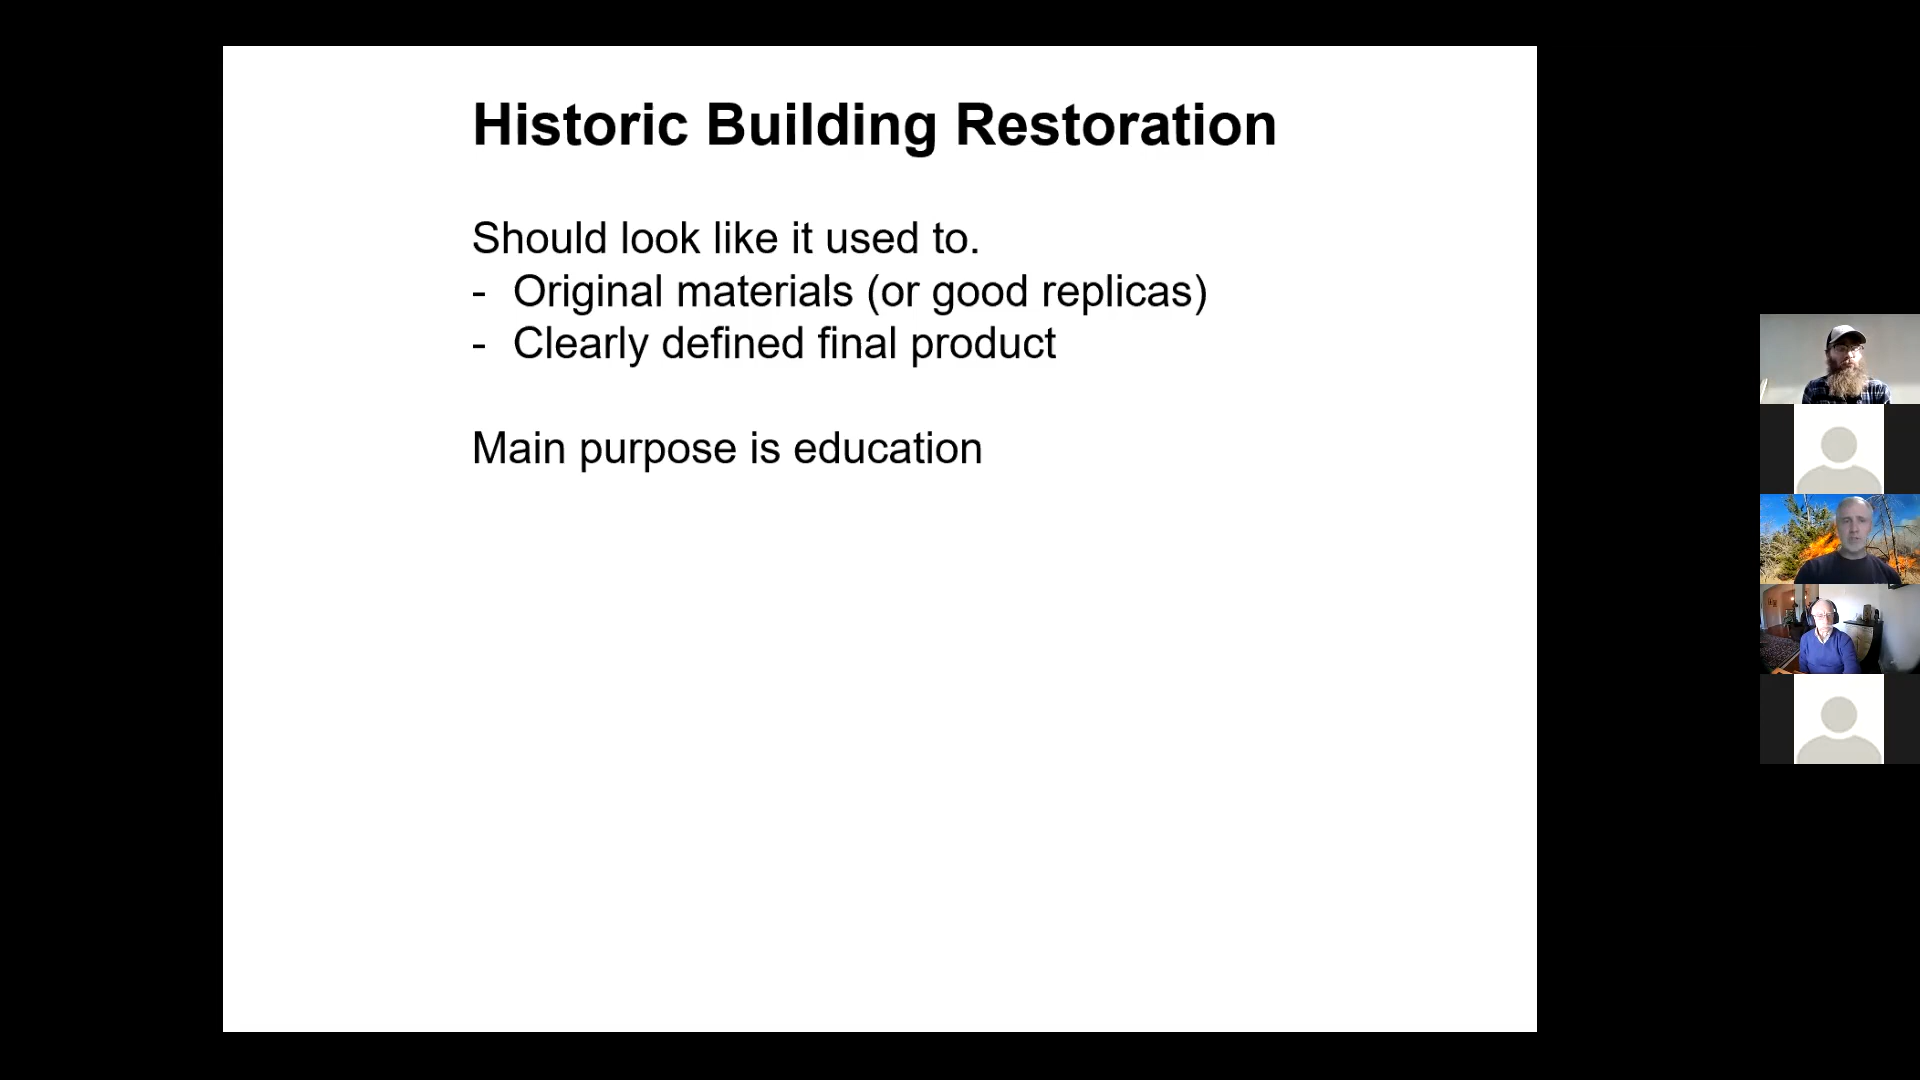 Historic Building Restoration
Should look like it used to.
- Original materials (or good replicas)
- Clearly defined final product
Main purpose is education